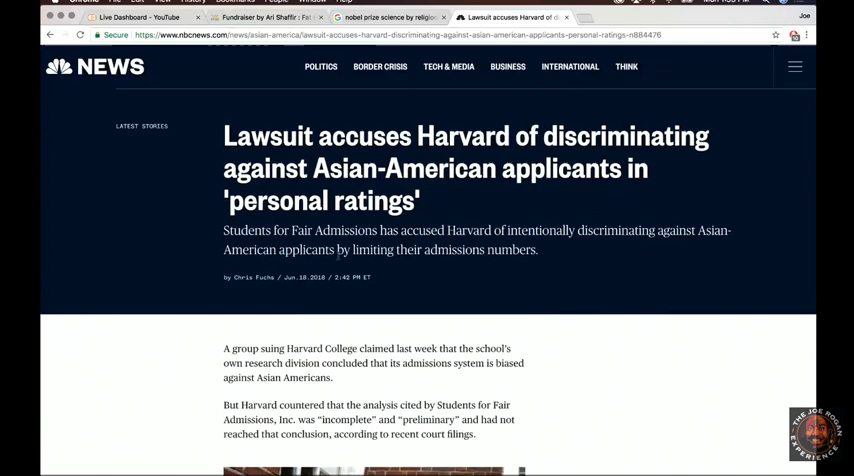 Live Dashboard - YouTube
Fundraiser by Ari Shaffir : Fal
nobel prize science by religio
Lawsuit accuses Harvard of di
Joe
Secure
https://www.nbcnews.com/news/asian-america/lawsuit-accuses-harvard-discriminating-against-asian-american-applicants-personal-ratings-n884476
NEWS
POLITICS
BORDER CRISIS
TECH & MEDIA
BUSINESS
INTERNATIONAL
THINK
LATEST STORIES
Lawsuit accuses Harvard of discriminating
against Asian-American applicants in
'personal ratings'
Students for Fair Admissions has accused Harvard of intentionally discriminating against Asian-
American applicants by limiting their admissions numbers.
by Chris Fuchs / Jun.18.2018 / 2:42 PM ET
A group suing Harvard College claimed last week that the school's
own research division concluded that its admissions system is biased
against Asian Americans.
But Harvard countered that the analysis cited by Students for Fair
Admissions, Inc. was “incomplete” and “preliminary” and had not
reached that conclusion, according to recent court filings.
THE JOE ROGAN
EXPERIENCE